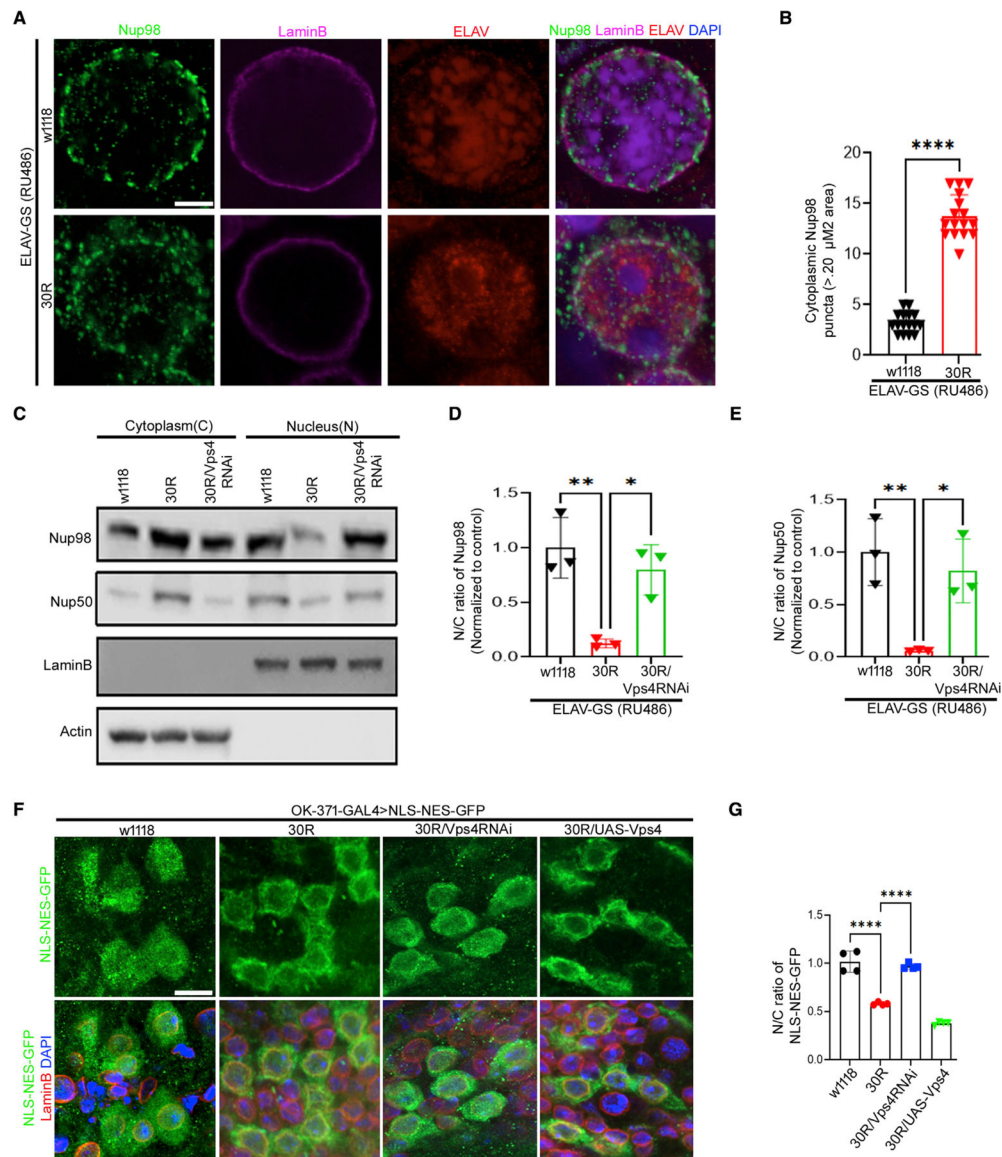 A
Nup98
LaminB
ELAV
Nup98 LaminB ELAV DAPI
ELAV-GS (RU486)
w1118
30R
B
Cytoplasmic Nup98
puncta (>.20 μM2 area)
****
20
15
10
5
0
w1118
30R
ELAV-GS (RU486)
C
Cytoplasm(C)
Nucleus(N)
w1118
30R
30R/Vps4
RNAi
w1118
30R
30R/Vps4
RNAi
Nup98
Nup50
LaminB
Actin
D
N/C ratio of Nup98
(Normalized to control)
**
*
1.5
1.0
0.5
0.0
w1118
30R
30R/
Vps4RNAi
ELAV-GS (RU486)
E
N/C ratio of Nup50
(Normalized to control)
**
*
1.5
1.0
0.5
0.0
w1118
30R
30R/
Vps4RNAi
ELAV-GS (RU486)
F
OK-371-GAL4>NLS-NES-GFP
w1118
30R
30R/Vps4RNAi
30R/UAS-Vps4
NLS-NES-GFP
NLS-NES-GFP
LaminB DAPI
G
N/C ratio of
NLS-NES-GFP
****
****
1.5
1.0
0.5
0.0
w1118
30R
30R/Vps4RNAi
30R/UAS-Vps4